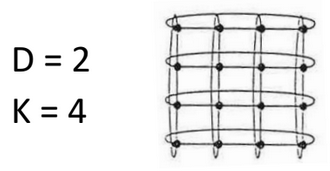 D = 2
K = 4